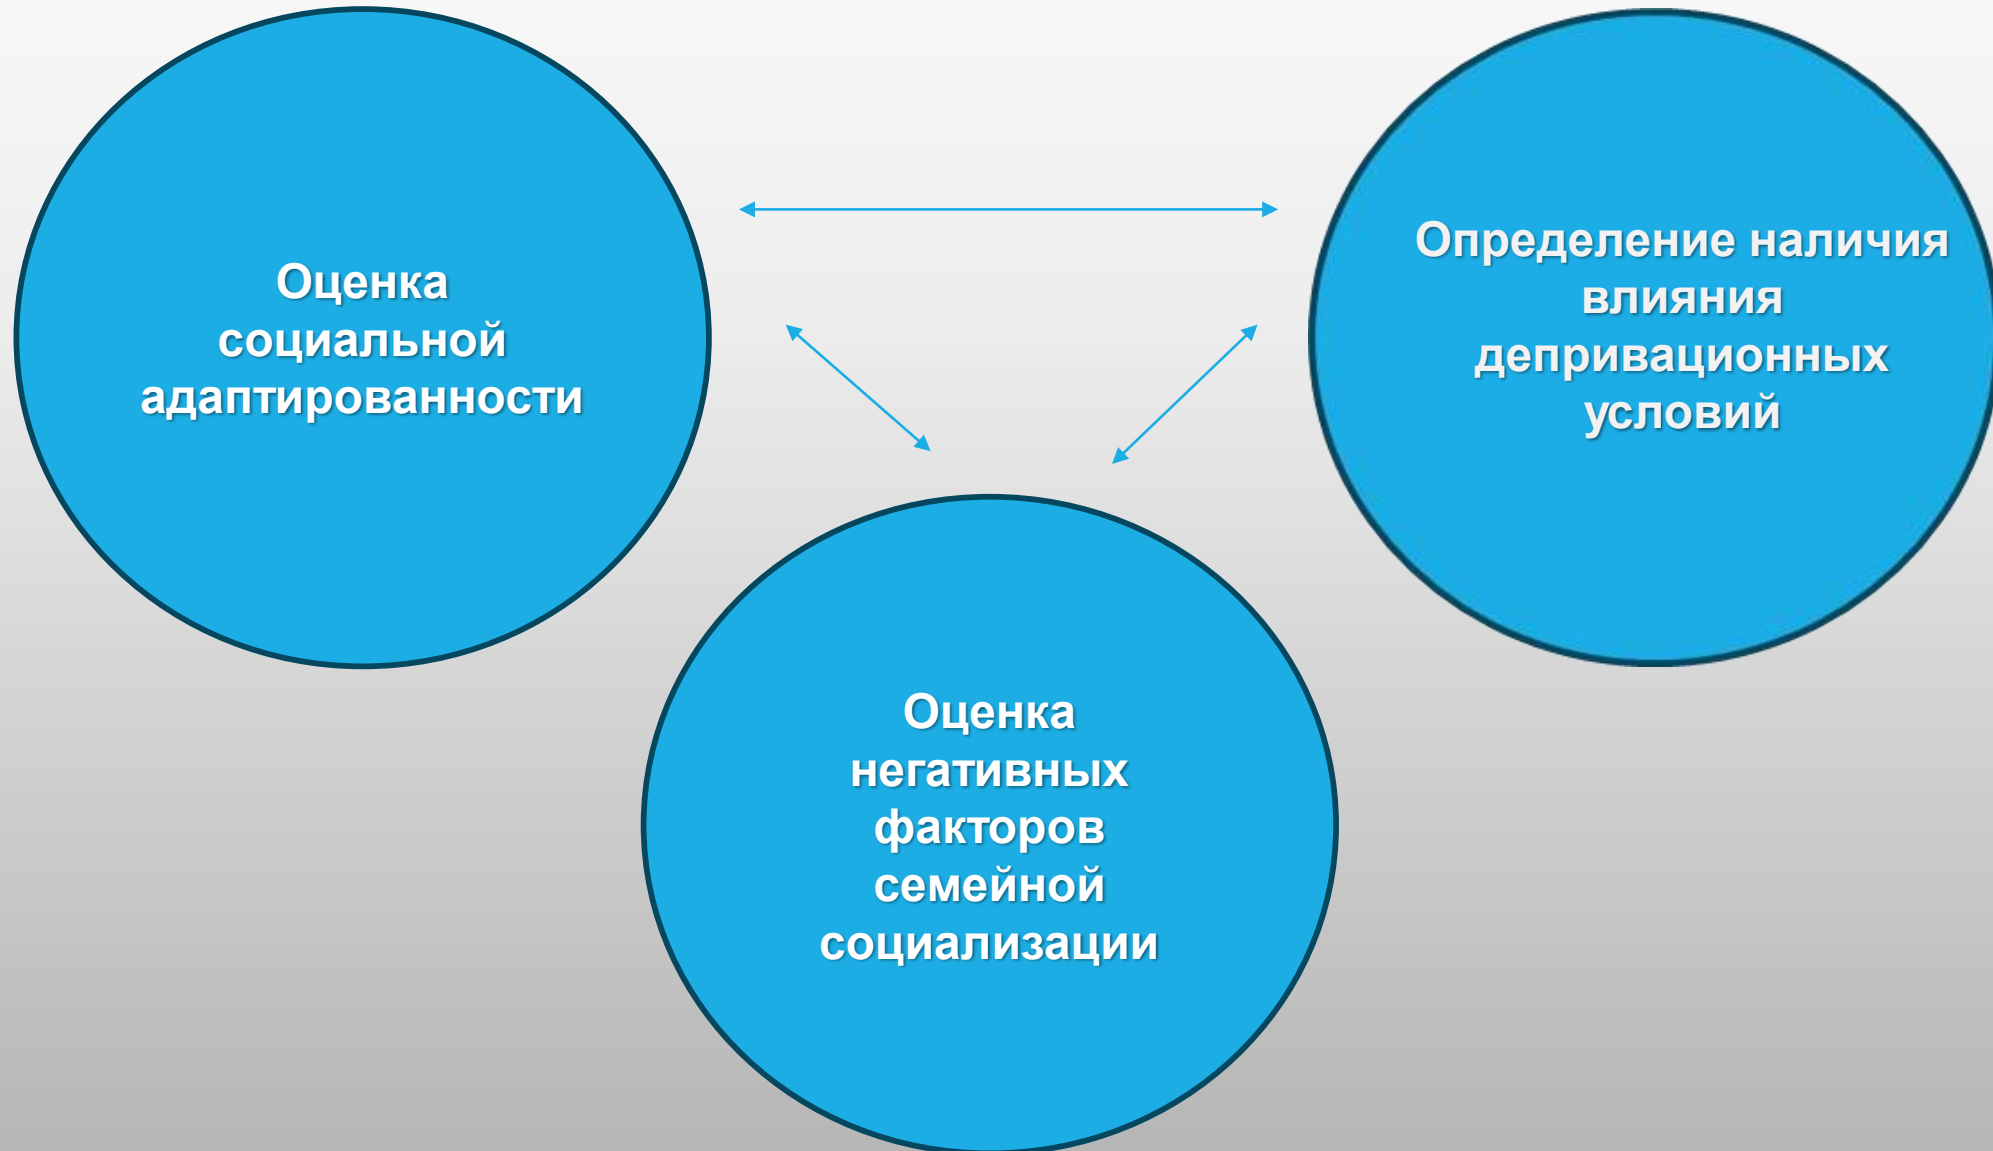 Оценка
социальной
адаптированности
Определение наличия
влияния
депривационных
условий
Оценка
негативных
факторов
семейной
социализации